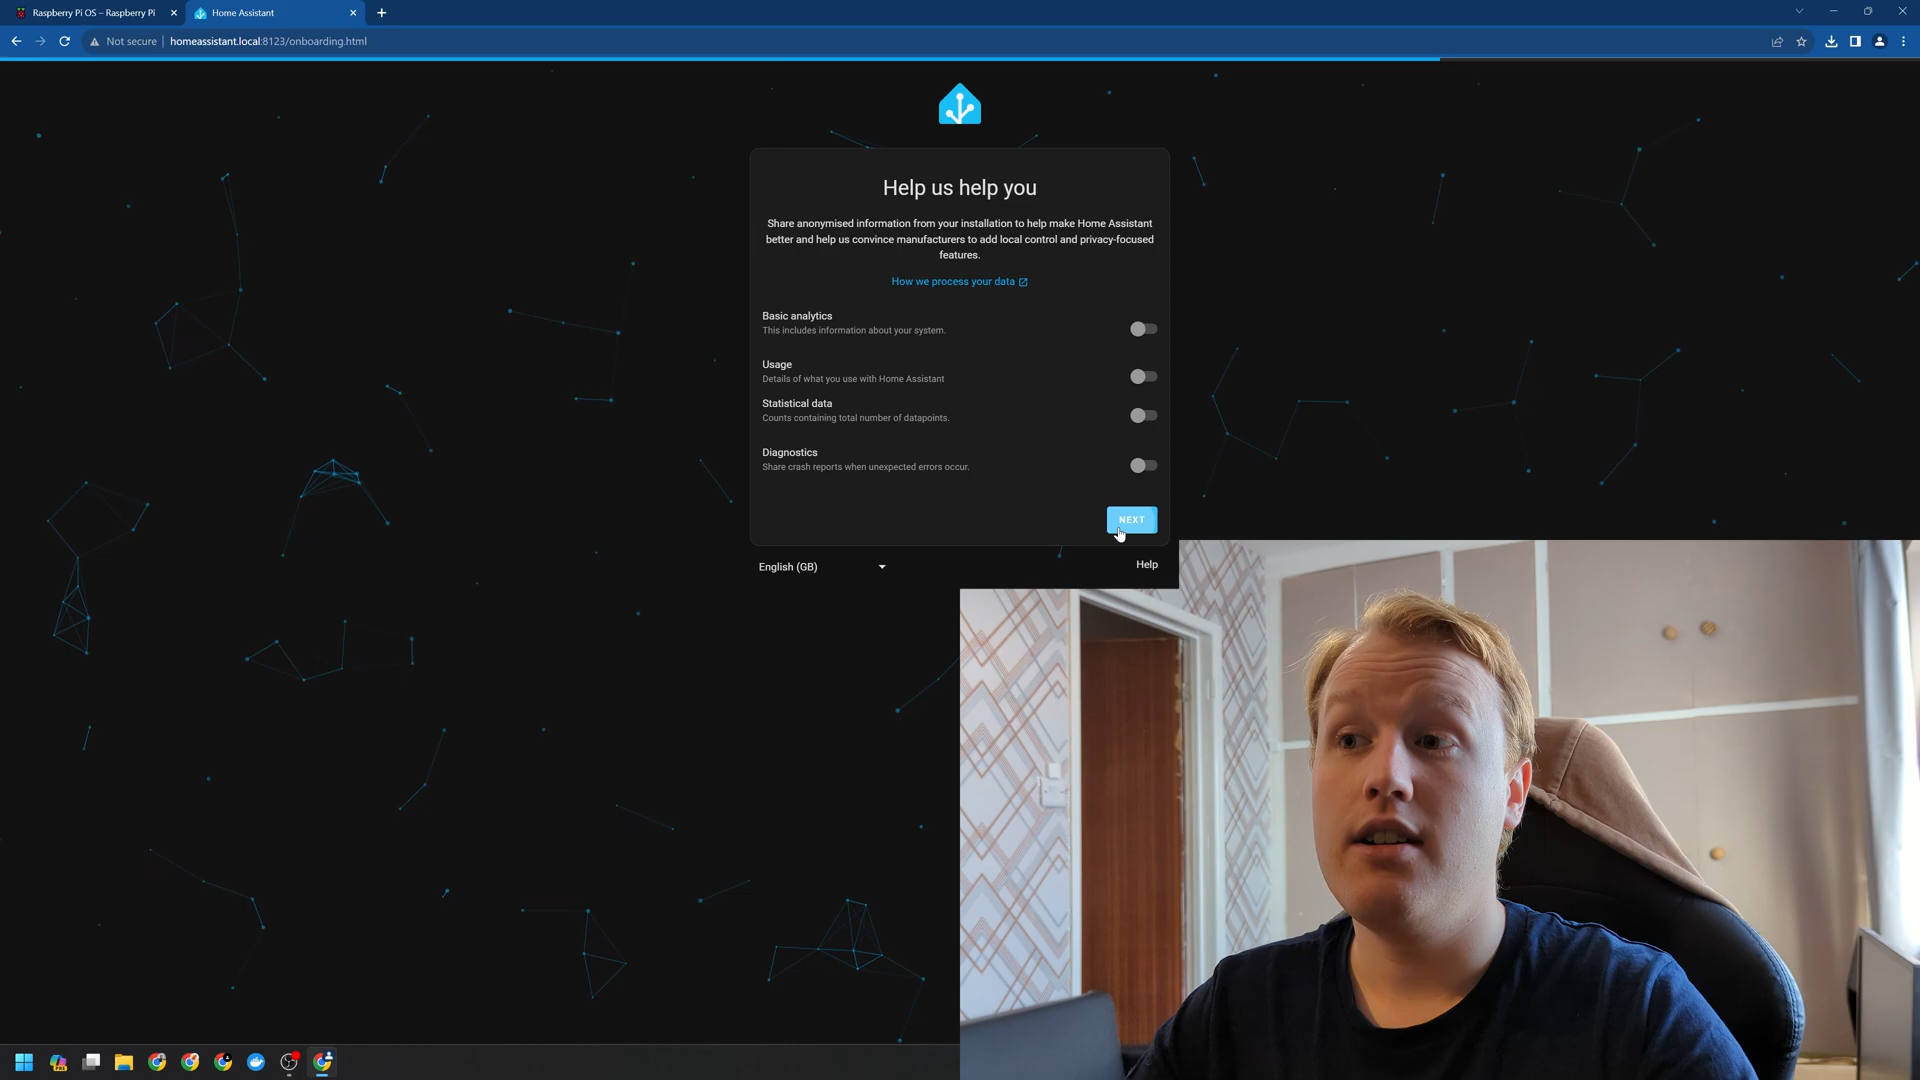 Raspberry Pi OS – Raspberry Pi
Home Assistant
Not secure
homeassistant.local:8123/onboarding.html
Help us help you
Share anonymised information from your installation to help make Home Assistant
better and help us convince manufacturers to add local control and privacy-focused
features.
How we process your data
Basic analytics
This includes information about your system.
Usage
Details of what you use with Home Assistant
Statistical data
Counts containing total number of datapoints.
Diagnostics
Share crash reports when unexpected errors occur.
NEXT
English (GB)
Help
PRE